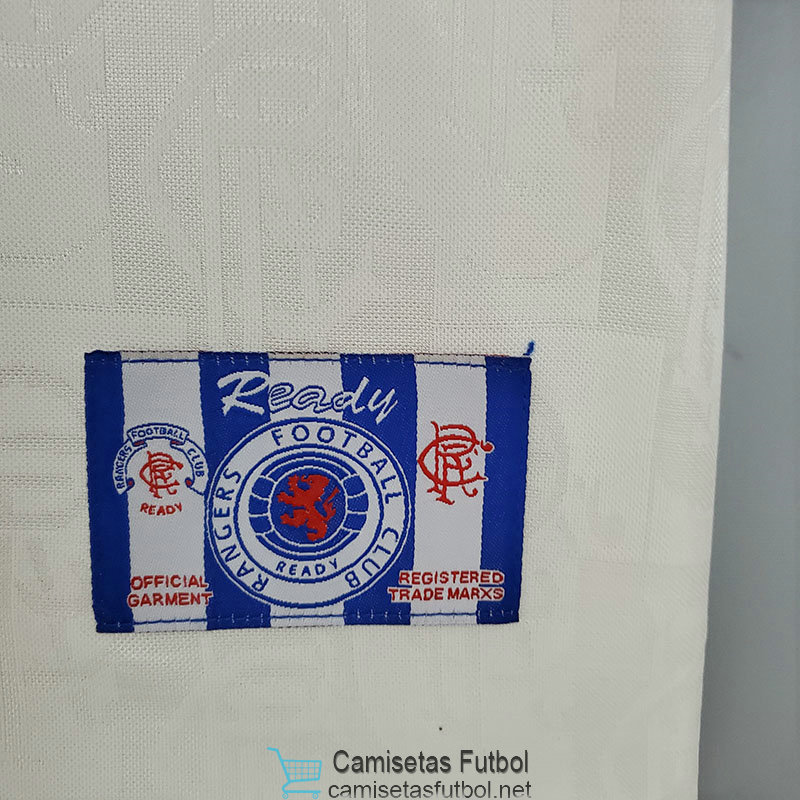 Ready
RANGERS FOOTBALL CLUB
READY
RANGERS FOOTBALL CLUB
READY
OFFICIAL
GARMENT
REGISTERED
TRADE MARXS
Camisetas Futbol
camisetasfutbol.net